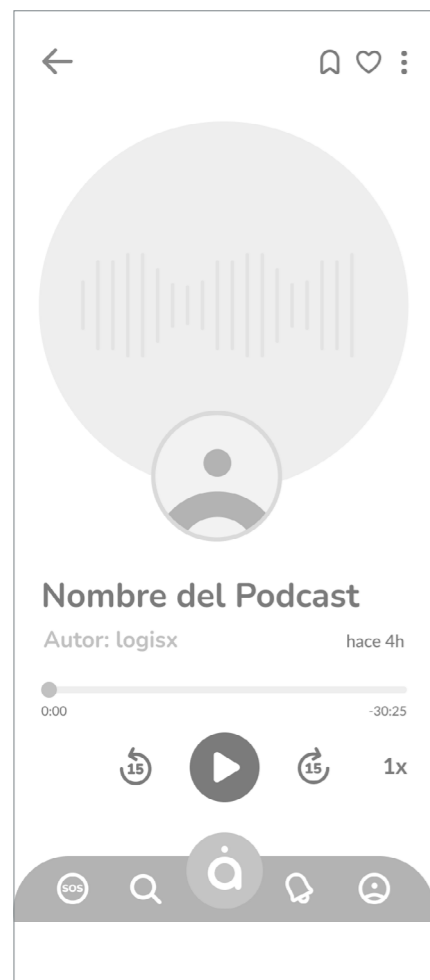 Nombre del Podcast
Autor: logisx
hace 4h
0:00
-30:25
15
15
1x
SOS
ȧ